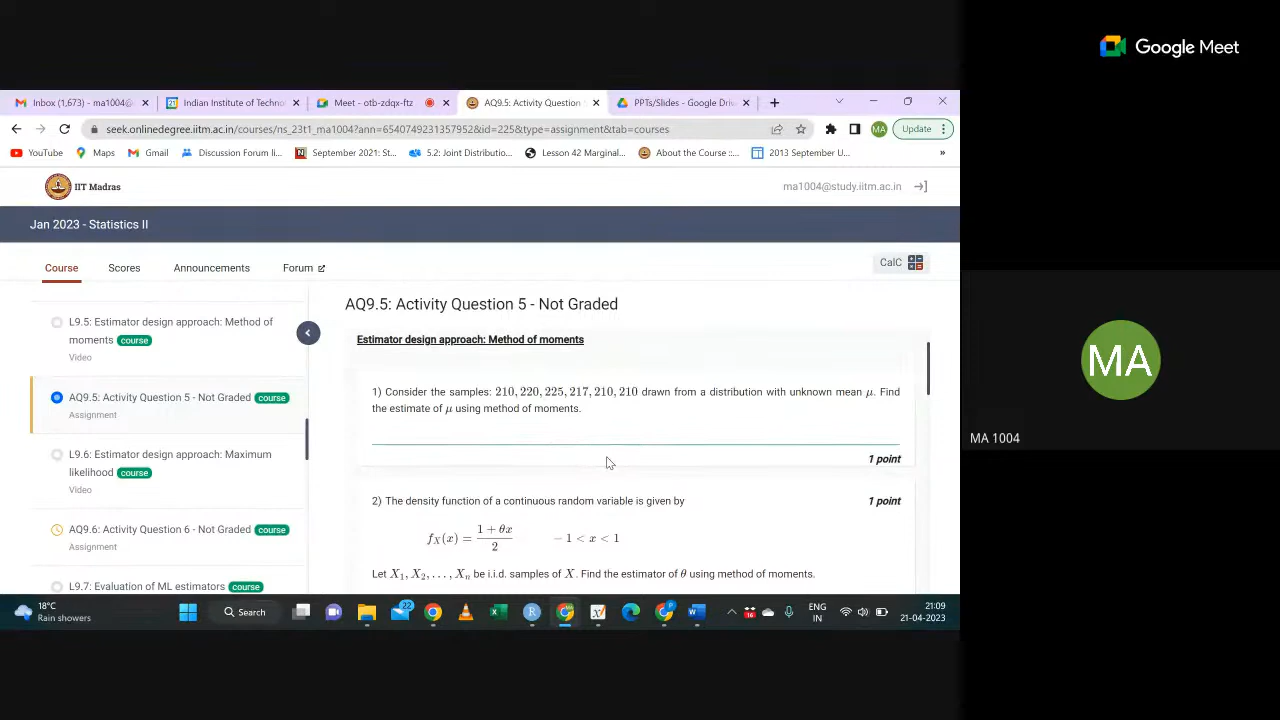 Google Meet
Inbox (1,673) - ma1004@
Indian Institute of Techno
Meet - otb-zdqx-ftz
AQ9.5: Activity Question
PPTs/Slides - Google Driv
seek.onlinedegree.iitm.ac.in/courses/ns_23t1_ma1004?ann=6540749231357952&id=225&type=assignment&tab=courses
MA
Update
YouTube
Maps
Gmail
Discussion Forum li...
September 2021: St...
5.2: Joint Distributio...
Lesson 42 Marginal...
About the Course ::...
2013 September U...
»
IIT Madras
ma1004@study.iitm.ac.in
Jan 2023 - Statistics II
Course
Scores
Announcements
Forum
CalC
L9.5: Estimator design approach: Method of
moments course
Video
AQ9.5: Activity Question 5 - Not Graded course
Assignment
L9.6: Estimator design approach: Maximum
likelihood course
Video
AQ9.6: Activity Question 6 - Not Graded course
Assignment
L9.7: Evaluation of ML estimators course
AQ9.5: Activity Question 5 - Not Graded
Estimator design approach: Method of moments
1) Consider the samples: 210, 220, 225, 217, 210, 210 drawn from a distribution with unknown mean μ. Find
the estimate of μ using method of moments.
1 point
2) The density function of a continuous random variable is given by
1 point
f_X(x) = (1 + θx)/2    −1 < x < 1
Let X₁, X₂, . . . , Xₙ be i.i.d. samples of X. Find the estimator of θ using method of moments.
MA
MA 1004
18°C
Rain showers
Search
22
16
ENG
IN
21:09
21-04-2023